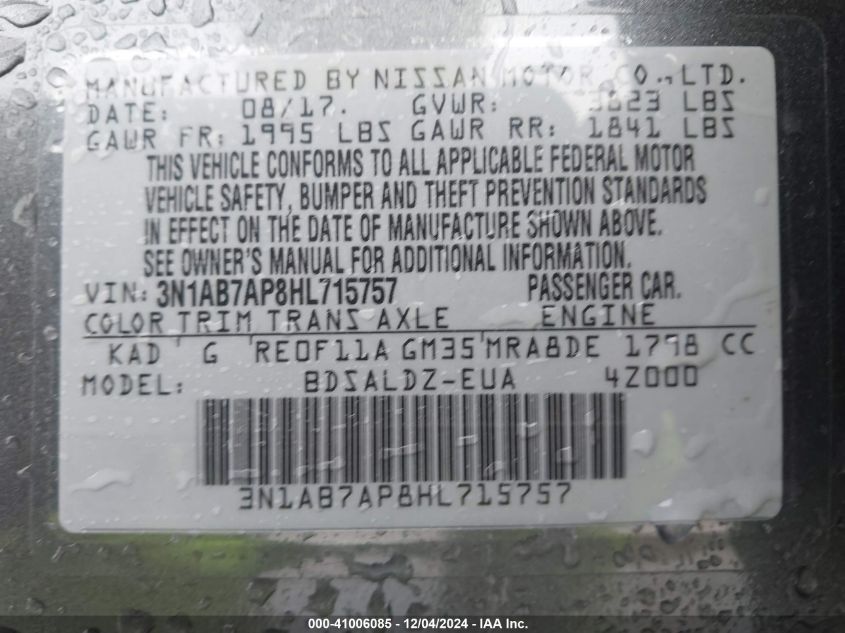 MANUFACTURED BY NISSAN MOTOR CO., LTD.
DATE: 08/17. GVWR: 3623 LBS
GAWR FR: 1995 LBS GAWR RR: 1841 LBS
THIS VEHICLE CONFORMS TO ALL APPLICABLE FEDERAL MOTOR
VEHICLE SAFETY, BUMPER AND THEFT PREVENTION STANDARDS
IN EFFECT ON THE DATE OF MANUFACTURE SHOWN ABOVE.
SEE OWNER'S MANUAL FOR ADDITIONAL INFORMATION.
VIN: 3N1AB7AP8HL715757 PASSENGER CAR.
COLOR TRIM TRANS AXLE ENGINE
KAD G RE0F11A GM35 MRA8DE 1798 CC
MODEL: BDSALDZ-EUA 4Z000
3N1AB7AP8HL715757
000-41006085 - 12/04/2024 - IAA Inc.